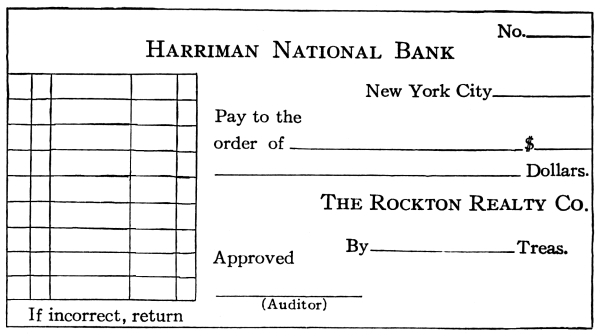 No.
HARRIMAN NATIONAL BANK
New York City
Pay to the
order of $
Dollars.
THE ROCKTON REALTY CO.
By Treas.
Approved
(Auditor)
If incorrect, return